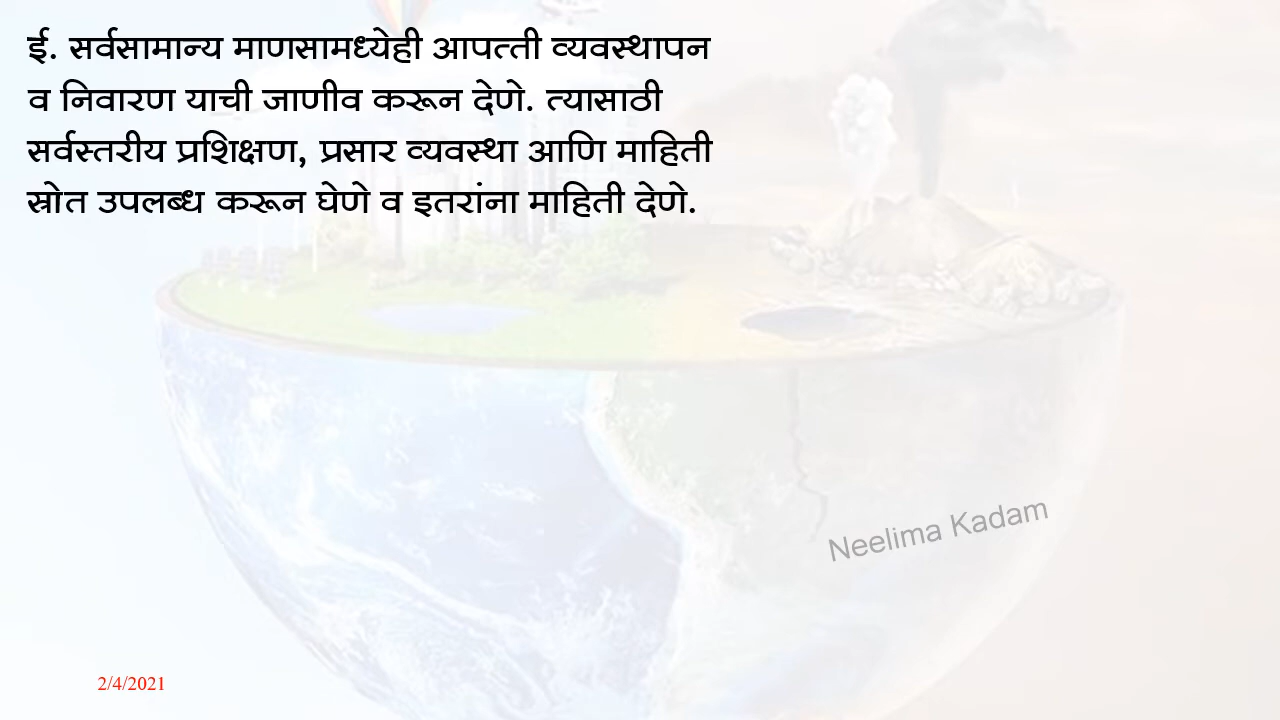 ई. सर्वसामान्य माणसामध्येही आपत्ती व्यवस्थापन
व निवारण याची जाणीव करून देणे. त्यासाठी
सर्वस्तरीय प्रशिक्षण, प्रसार व्यवस्था आणि माहिती
स्रोत उपलब्ध करून घेणे व इतरांना माहिती देणे.
Neelima Kadam
2/4/2021